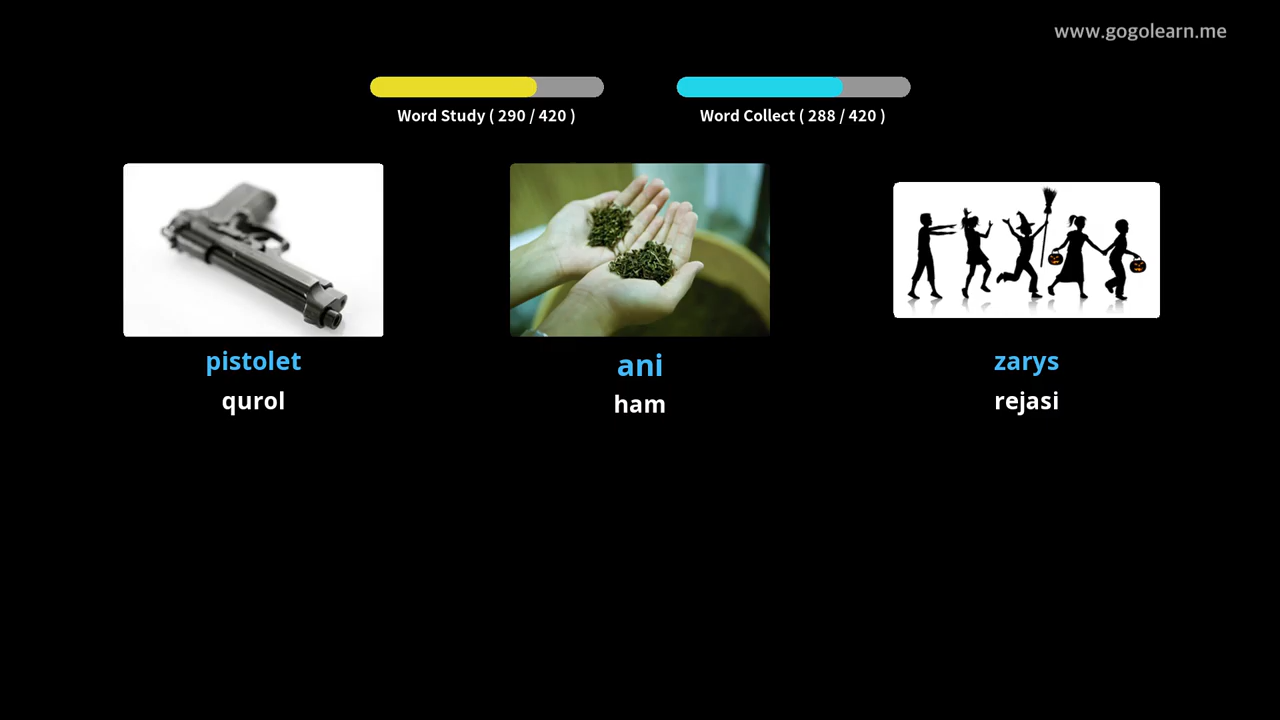 www.gogolearn.me
Word Study ( 290 / 420 )
Word Collect ( 288 / 420 )
pistolet
qurol
ani
ham
zarys
rejasi